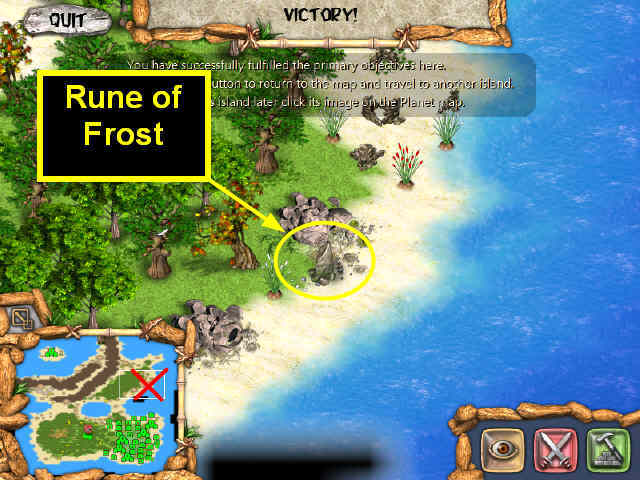 QUIT
VICTORY!
You have successfully fulfilled the primary objectives here.
button to return to the map and travel to another island.
island later click its image on the Planet map.
Rune of
Frost